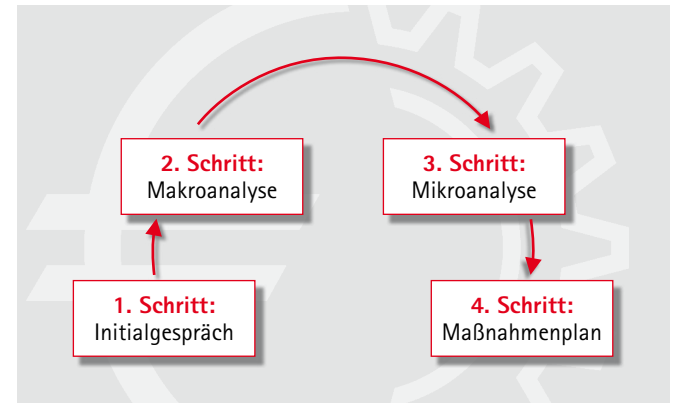 1. Schritt:
Initialgespräch
2. Schritt:
Makroanalyse
3. Schritt:
Mikroanalyse
4. Schritt:
Maßnahmenplan